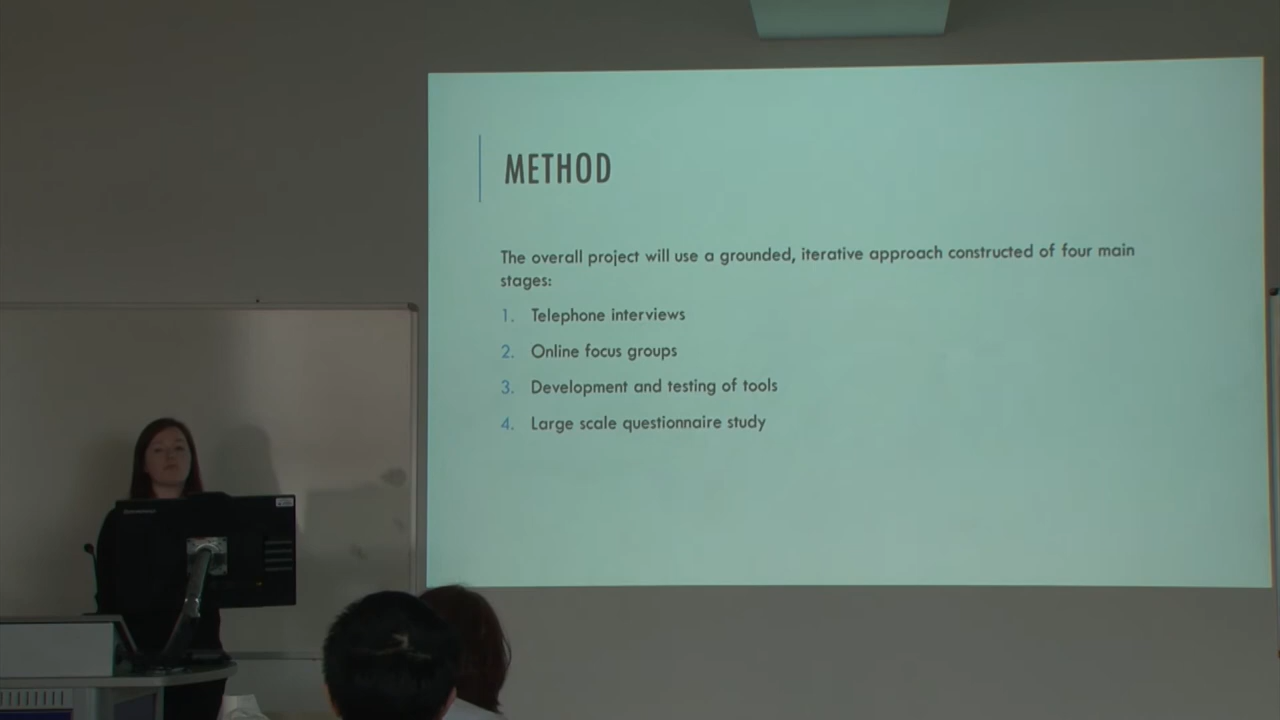 METHOD
The overall project will use a grounded, iterative approach constructed of four main
stages:
1. Telephone interviews
2. Online focus groups
3. Development and testing of tools
4. Large scale questionnaire study